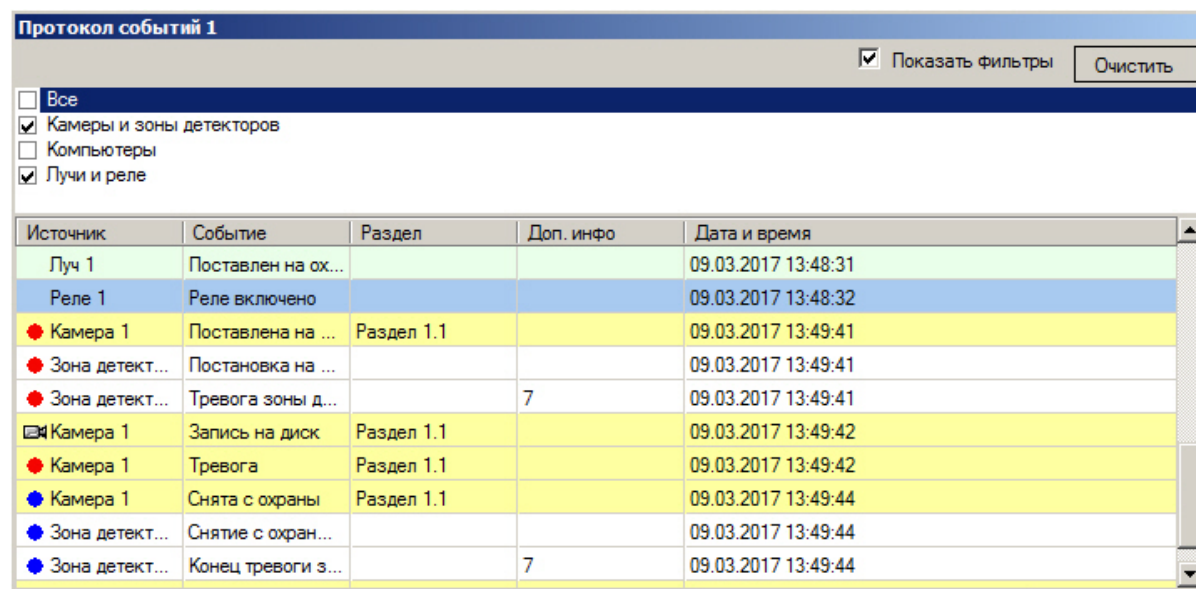 Протокол событий 1
Показать фильтры Очистить
Все
Камеры и зоны детекторов
Компьютеры
Лучи и реле
Источник Событие Раздел Доп. инфо Дата и время
Луч 1 Поставлен на ох... 09.03.2017 13:48:31
Реле 1 Реле включено 09.03.2017 13:48:32
Камера 1 Поставлена на ... Раздел 1.1 09.03.2017 13:49:41
Зона детект... Постановка на ... 09.03.2017 13:49:41
Зона детект... Тревога зоны д... 7 09.03.2017 13:49:41
Камера 1 Запись на диск Раздел 1.1 09.03.2017 13:49:42
Камера 1 Тревога Раздел 1.1 09.03.2017 13:49:42
Камера 1 Снята с охраны Раздел 1.1 09.03.2017 13:49:44
Зона детект... Снятие с охран... 09.03.2017 13:49:44
Зона детект... Конец тревоги з... 7 09.03.2017 13:49:44